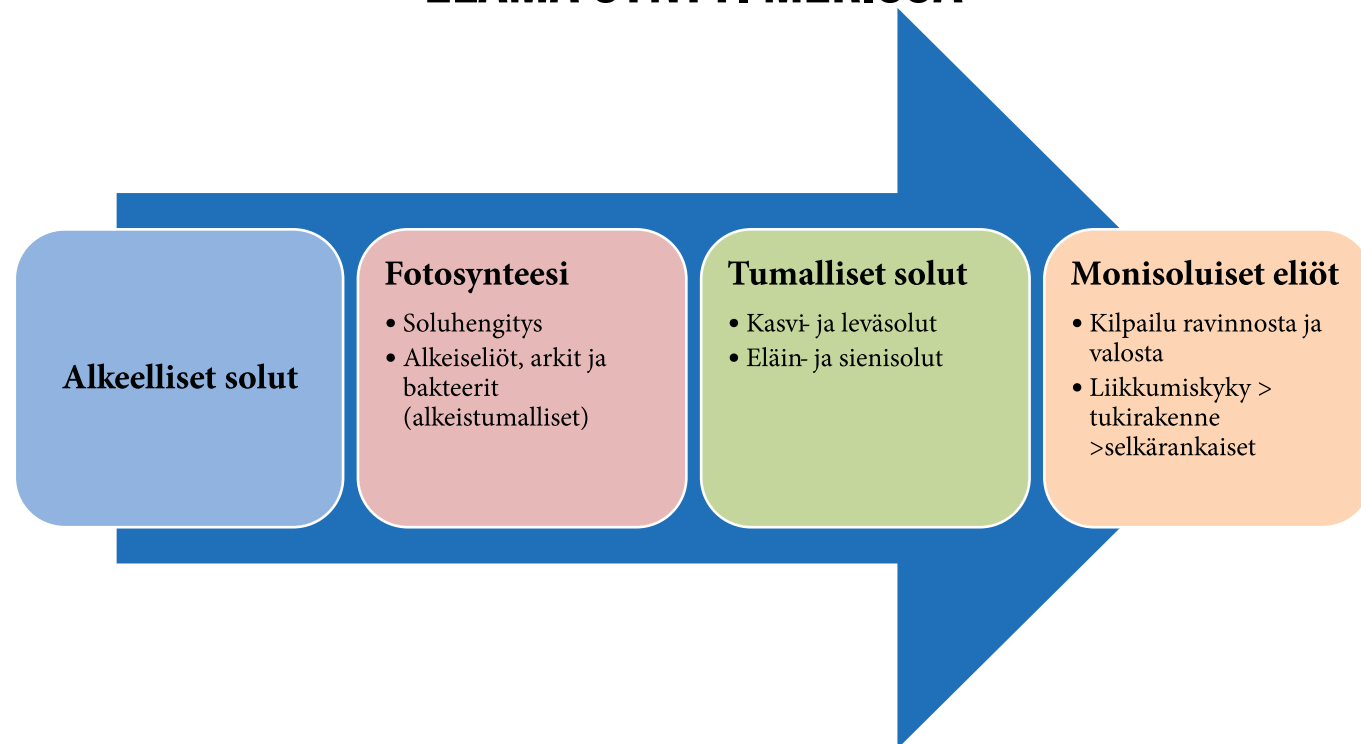 Alkeelliset solut
Fotosynteesi
• Soluhengitys
• Alkeiseliöt, arkit ja
bakteerit
(alkeistumalliset)
Tumalliset solut
• Kasvi- ja leväsolut
• Eläin- ja sienisolut
Monisoluiset eliöt
• Kilpailu ravinnosta ja
valosta
• Liikkumiskyky >
tukirakenne
>selkärankaiset